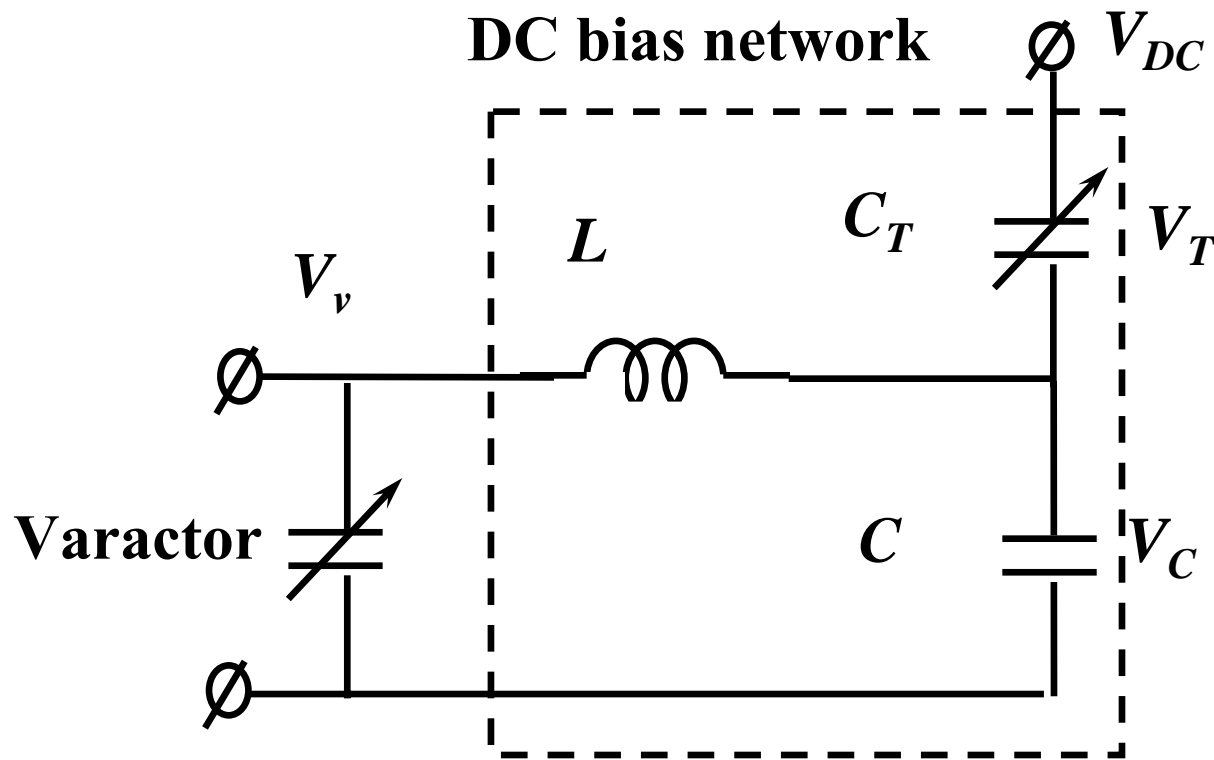 DC bias network
V_DC
C_T
V_T
L
V_v
Varactor
C
V_C